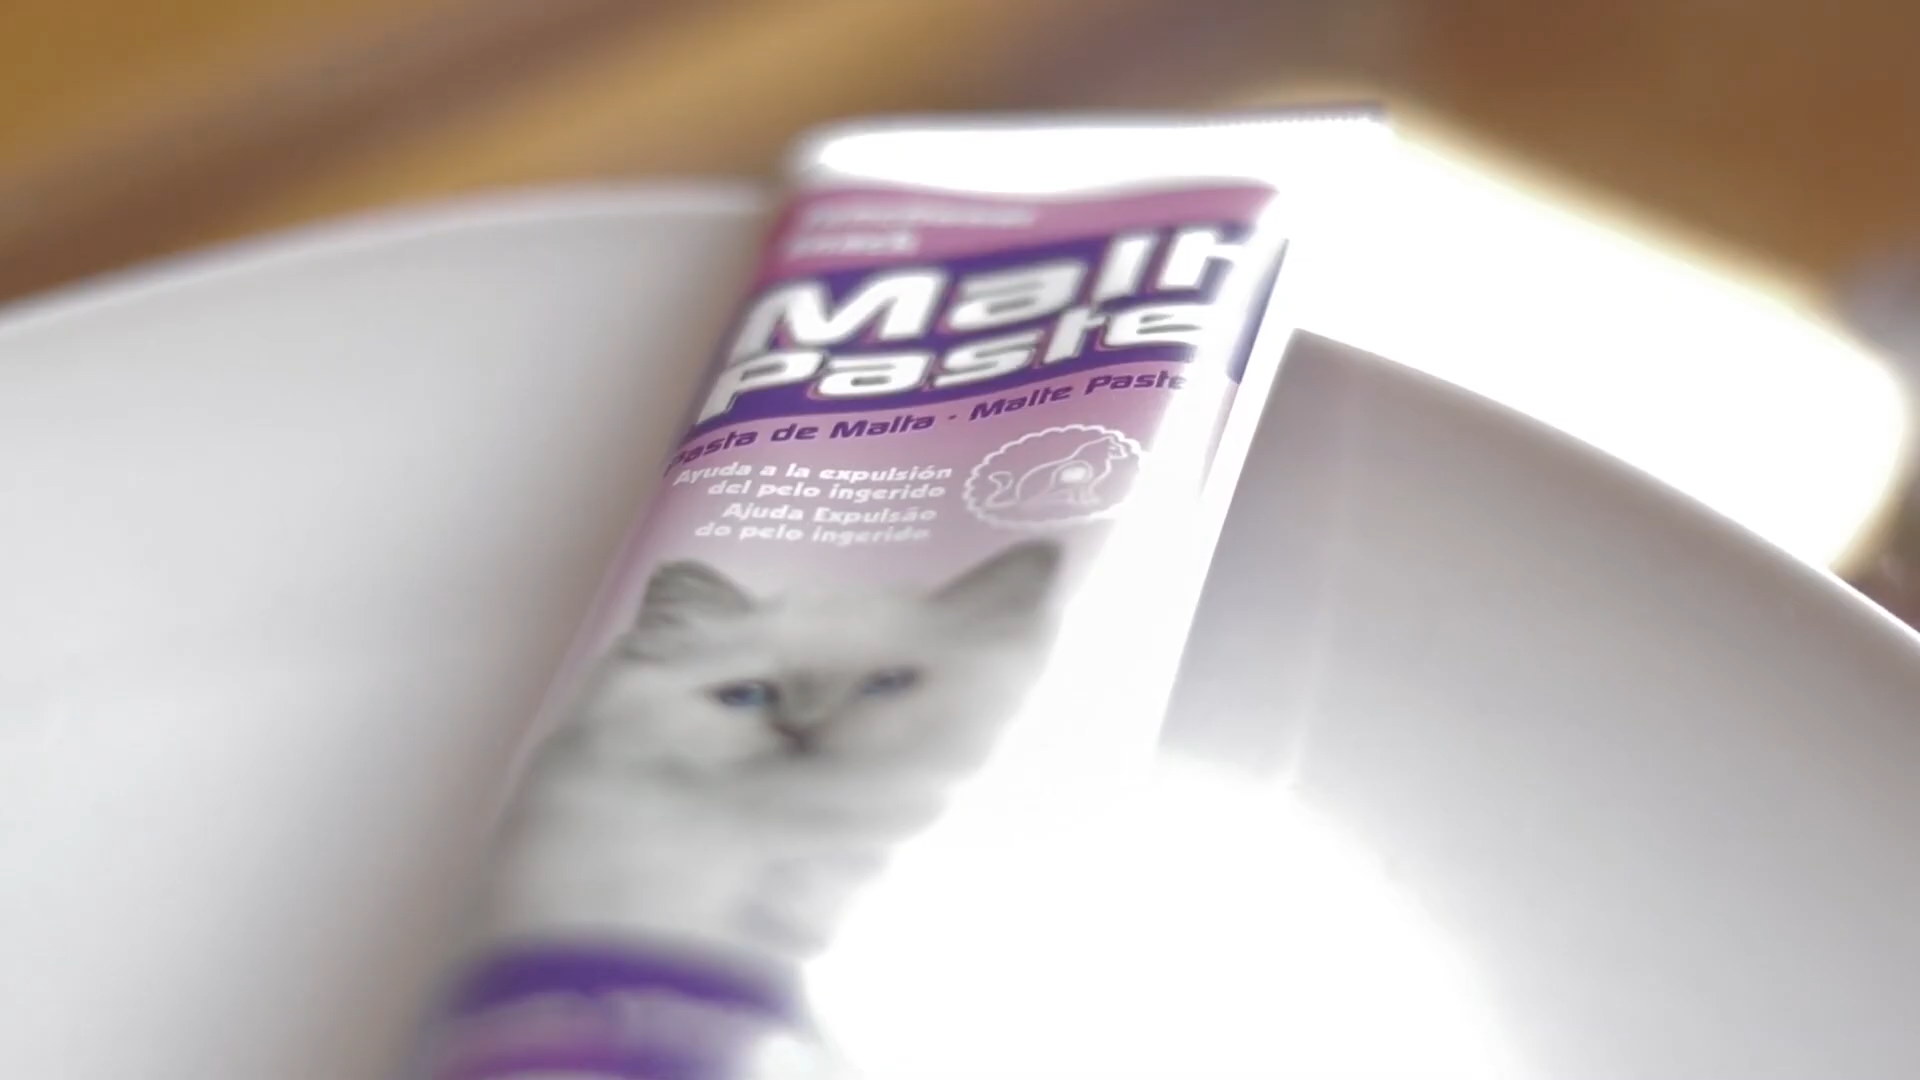 Malt
Paste
Pasta de Malta - Malte Paste
Ayuda a la expulsión
del pelo ingerido
Ajuda Expulsão
do pelo ingerido